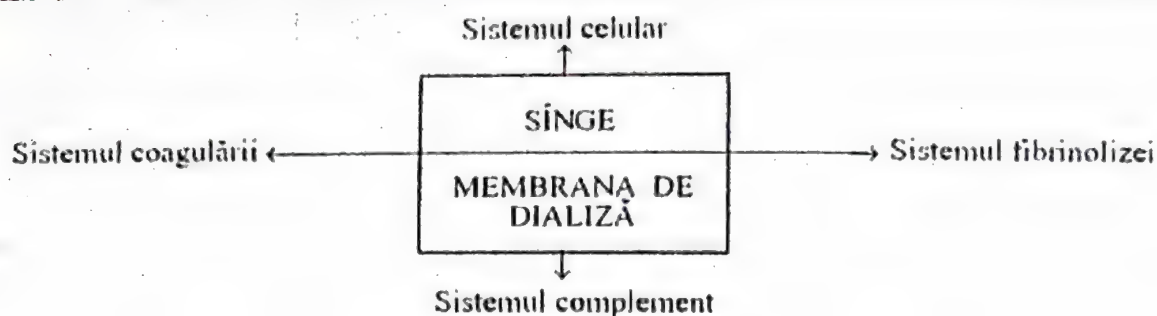 Sistemul celular
SÎNGE
Sistemul coagulării
Sistemul fibrinolizei
MEMBRANA DE
DIALIZĂ
Sistemul complement